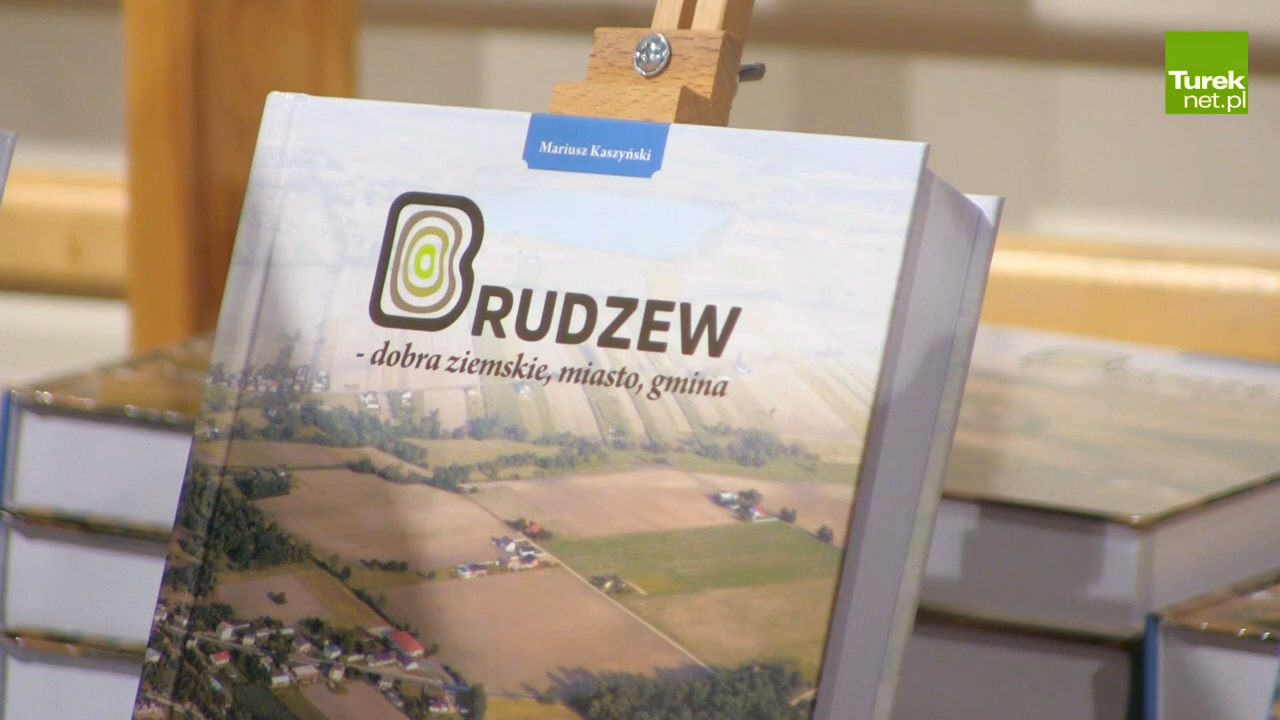 Turek
net.pl
Mariusz Kaszyński
BRUDZEW
- dobra ziemskie, miasto, gmina